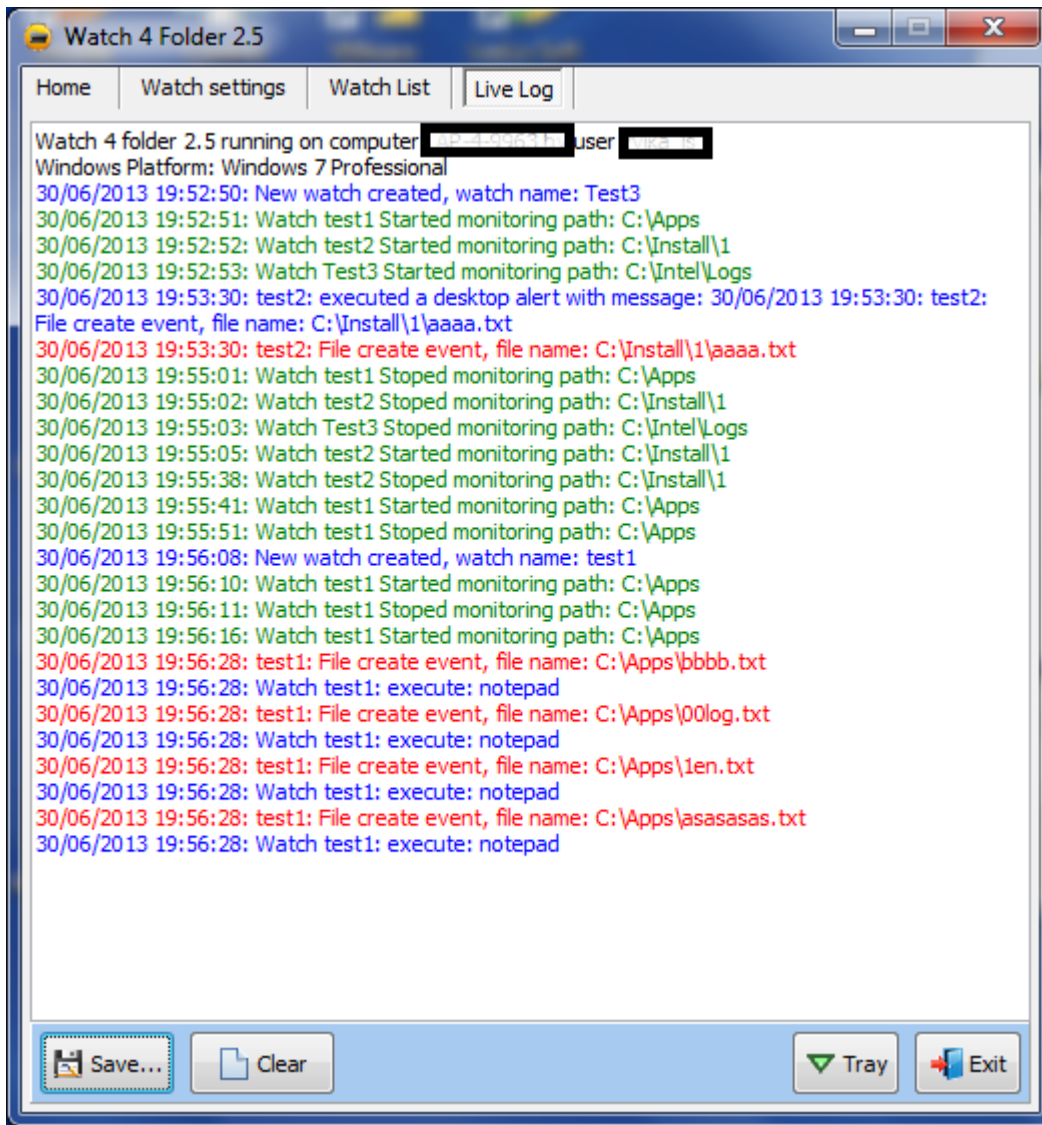 Watch 4 Folder 2.5
Home Watch settings Watch List Live Log
Watch 4 folder 2.5 running on computer user
Windows Platform: Windows 7 Professional
30/06/2013 19:52:50: New watch created, watch name: Test3
30/06/2013 19:52:51: Watch test1 Started monitoring path: C:\Apps
30/06/2013 19:52:52: Watch test2 Started monitoring path: C:\Install\1
30/06/2013 19:52:53: Watch Test3 Started monitoring path: C:\Intel\Logs
30/06/2013 19:53:30: test2: executed a desktop alert with message: 30/06/2013 19:53:30: test2:
File create event, file name: C:\Install\1\aaaa.txt
30/06/2013 19:53:30: test2: File create event, file name: C:\Install\1\aaaa.txt
30/06/2013 19:55:01: Watch test1 Stoped monitoring path: C:\Apps
30/06/2013 19:55:02: Watch test2 Stoped monitoring path: C:\Install\1
30/06/2013 19:55:03: Watch Test3 Stoped monitoring path: C:\Intel\Logs
30/06/2013 19:55:05: Watch test2 Started monitoring path: C:\Install\1
30/06/2013 19:55:38: Watch test2 Stoped monitoring path: C:\Install\1
30/06/2013 19:55:41: Watch test1 Started monitoring path: C:\Apps
30/06/2013 19:55:51: Watch test1 Stoped monitoring path: C:\Apps
30/06/2013 19:56:08: New watch created, watch name: test1
30/06/2013 19:56:10: Watch test1 Started monitoring path: C:\Apps
30/06/2013 19:56:11: Watch test1 Stoped monitoring path: C:\Apps
30/06/2013 19:56:16: Watch test1 Started monitoring path: C:\Apps
30/06/2013 19:56:28: test1: File create event, file name: C:\Apps\bbbb.txt
30/06/2013 19:56:28: Watch test1: execute: notepad
30/06/2013 19:56:28: test1: File create event, file name: C:\Apps\00log.txt
30/06/2013 19:56:28: Watch test1: execute: notepad
30/06/2013 19:56:28: test1: File create event, file name: C:\Apps\1en.txt
30/06/2013 19:56:28: Watch test1: execute: notepad
30/06/2013 19:56:28: test1: File create event, file name: C:\Apps\asasasas.txt
30/06/2013 19:56:28: Watch test1: execute: notepad
Save... Clear Tray Exit